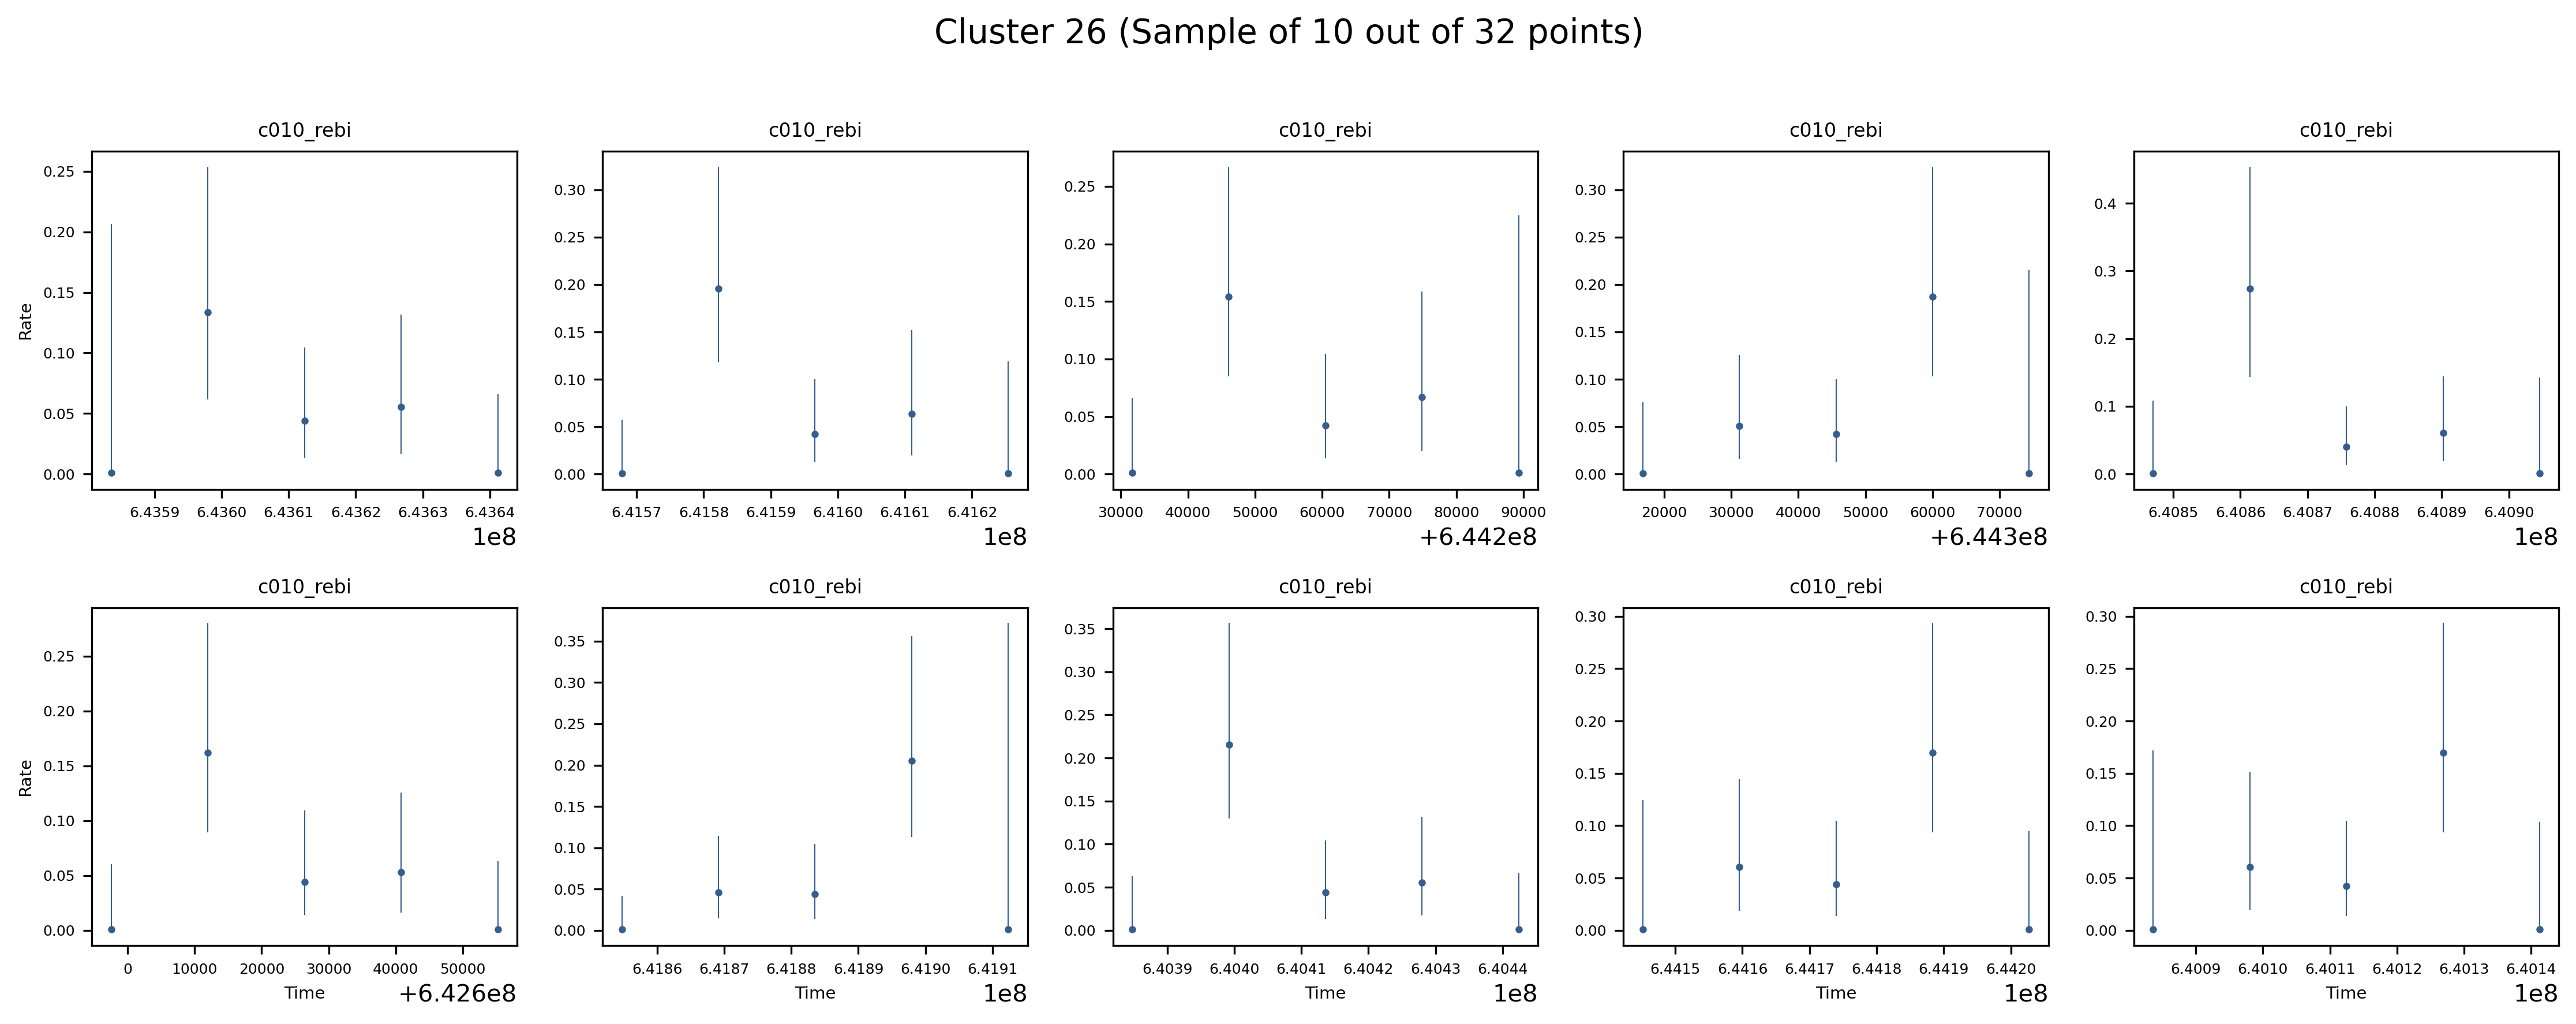 Cluster 26 (Sample of 10 out of 32 points)
c010_rebi c010_rebi c010_rebi c010_rebi c010_rebi
Rate
0.25 0.20 0.15 0.10 0.05 0.00
6.4359 6.4360 6.4361 6.4362 6.4363 6.4364
1e8
0.30 0.25 0.20 0.15 0.10 0.05 0.00
6.4157 6.4158 6.4159 6.4160 6.4161 6.4162
1e8
0.25 0.20 0.15 0.10 0.05 0.00
30000 40000 50000 60000 70000 80000 90000
+6.442e8
0.30 0.25 0.20 0.15 0.10 0.05 0.00
20000 30000 40000 50000 60000 70000
+6.443e8
0.4 0.3 0.2 0.1 0.0
6.4085 6.4086 6.4087 6.4088 6.4089 6.4090
1e8
c010_rebi c010_rebi c010_rebi c010_rebi c010_rebi
Rate
0.25 0.20 0.15 0.10 0.05 0.00
0 10000 20000 30000 40000 50000
Time
+6.426e8
0.35 0.30 0.25 0.20 0.15 0.10 0.05 0.00
6.4186 6.4187 6.4188 6.4189 6.4190 6.4191
Time
1e8
0.35 0.30 0.25 0.20 0.15 0.10 0.05 0.00
6.4039 6.4040 6.4041 6.4042 6.4043 6.4044
Time
1e8
0.30 0.25 0.20 0.15 0.10 0.05 0.00
6.4415 6.4416 6.4417 6.4418 6.4419 6.4420
Time
1e8
0.30 0.25 0.20 0.15 0.10 0.05 0.00
6.4009 6.4010 6.4011 6.4012 6.4013 6.4014
Time
1e8